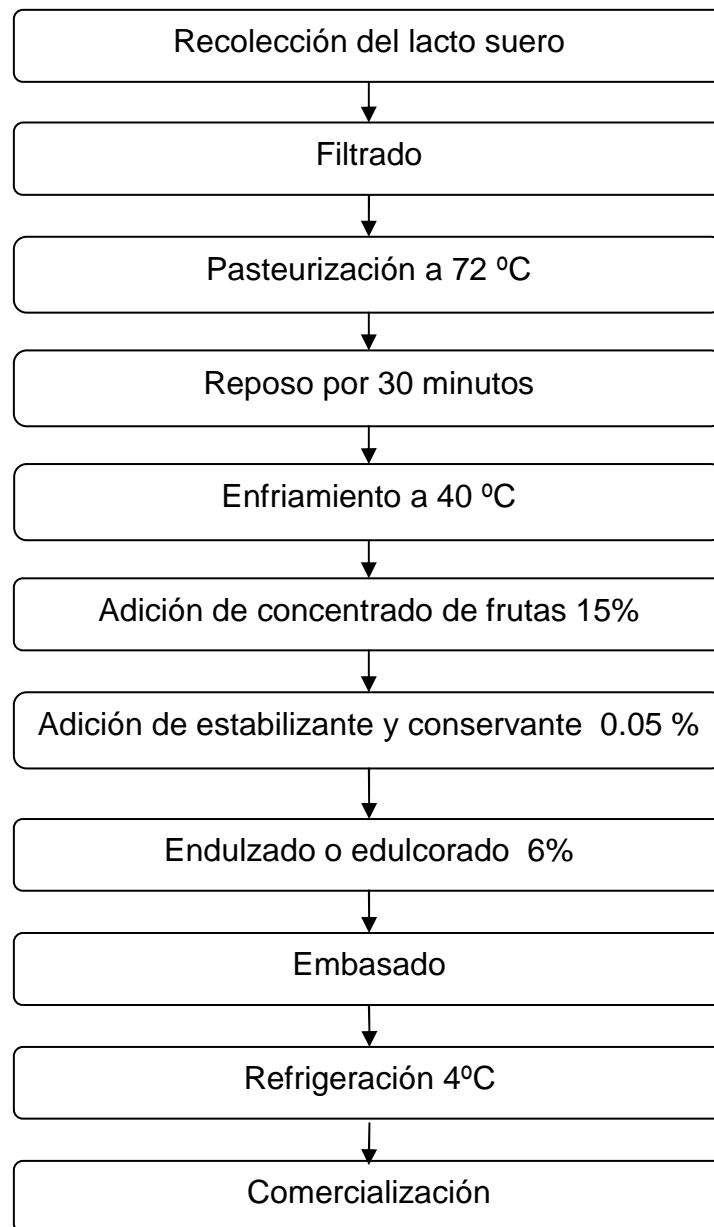 Recolección del lacto suero
Filtrado
Pasteurización a 72 ºC
Reposo por 30 minutos
Enfriamiento a 40 ºC
Adición de concentrado de frutas 15%
Adición de estabilizante y conservante  0.05 %
Endulzado o edulcorado  6%
Embasado
Refrigeración 4ºC
Comercialización